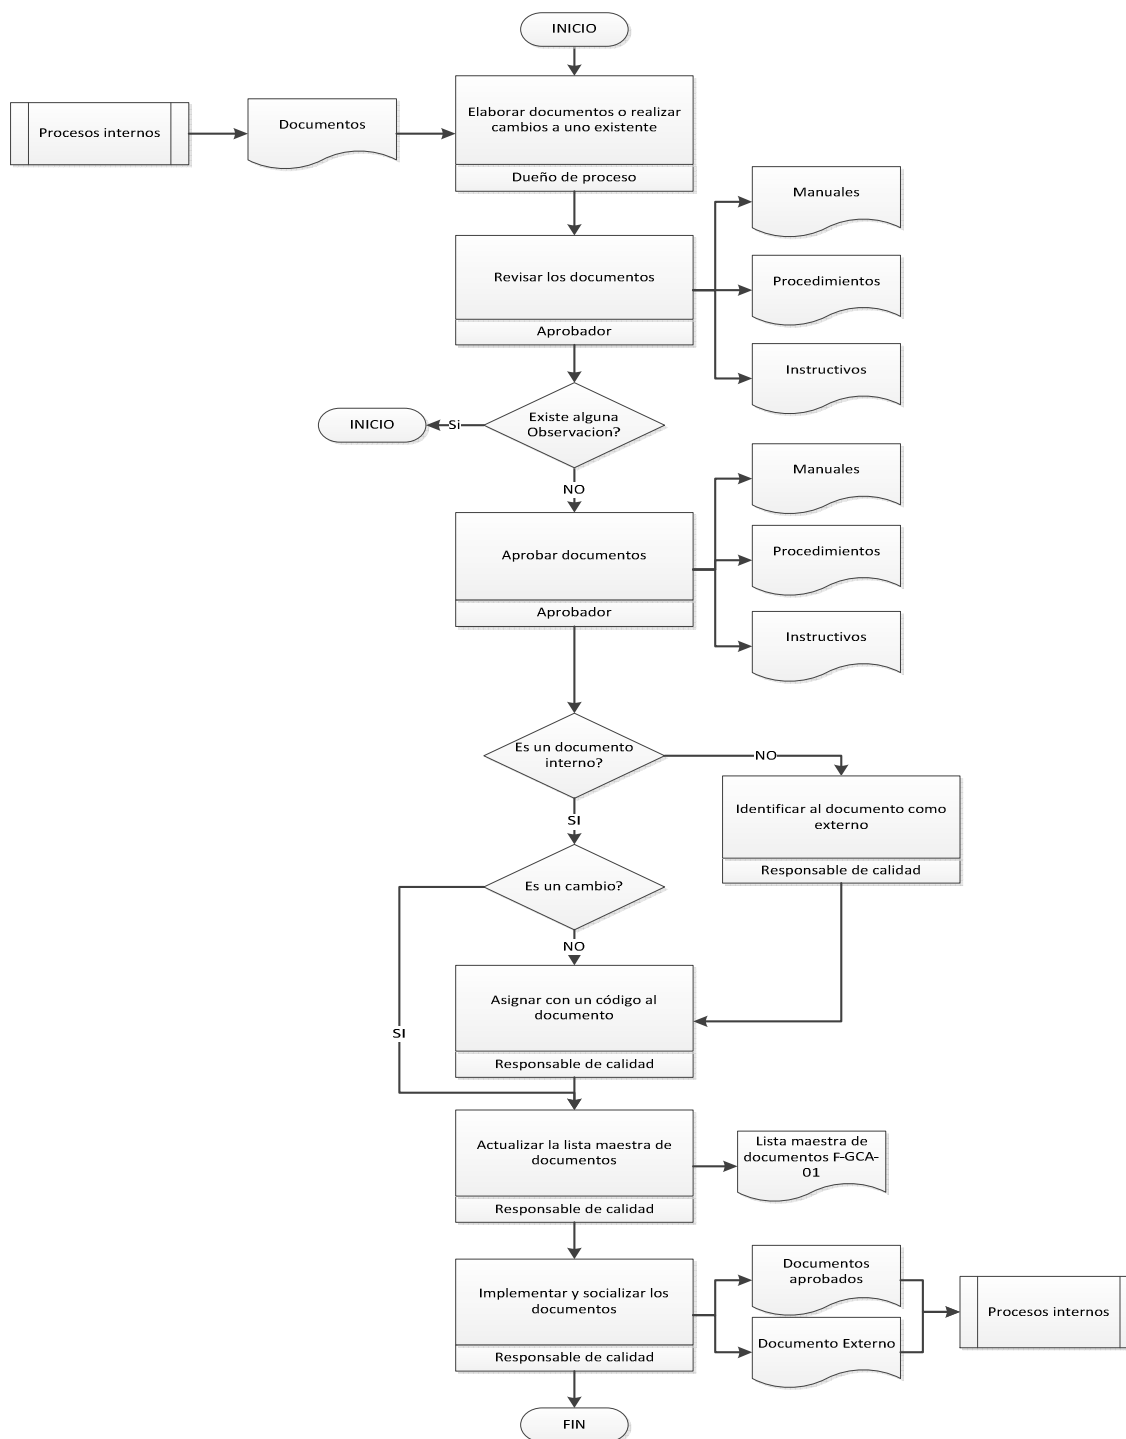 INICIO
Procesos internos
Documentos
Elaborar documentos o realizar
cambios a uno existente
Dueño de proceso
Manuales
Revisar los documentos
Procedimientos
Aprobador
Instructivos
Existe alguna
Observacion?
Si
INICIO
NO
Manuales
Aprobar documentos
Procedimientos
Aprobador
Instructivos
Es un documento
interno?
NO
Identificar al documento como
externo
Responsable de calidad
SI
Es un cambio?
NO
SI
Asignar con un código al
documento
Responsable de calidad
Actualizar la lista maestra de
documentos
Responsable de calidad
Lista maestra de
documentos F-GCA-
01
Implementar y socializar los
documentos
Responsable de calidad
Documentos
aprobados
Documento Externo
Procesos internos
FIN